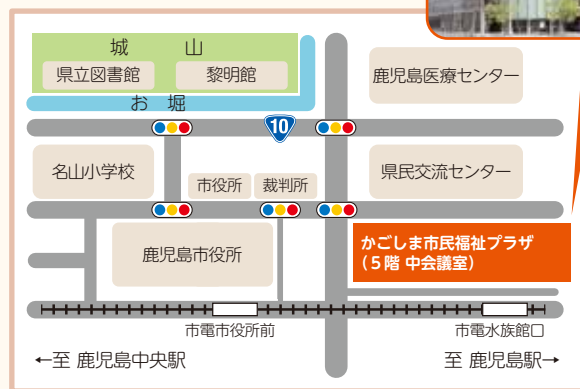 城 山
県立図書館
黎明館
お 堀
鹿児島医療センター
10
名山小学校
市役所
裁判所
県民交流センター
鹿児島市役所
かごしま市民福祉プラザ
(5階 中会議室)
市電市役所前
市電水族館口
←至 鹿児島中央駅
至 鹿児島駅→